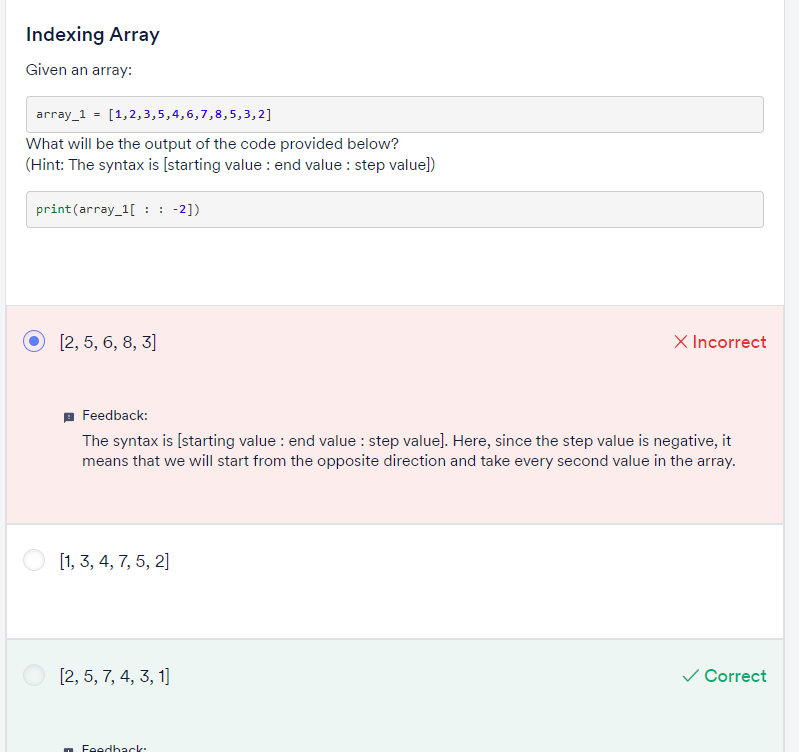 Indexing Array
Given an array:
array_1 = [1,2,3,5,4,6,7,8,5,3,2]
What will be the output of the code provided below?
(Hint: The syntax is [starting value : end value : step value])
print(array_1[ : : -2])
[2, 5, 6, 8, 3]
Incorrect
Feedback:
The syntax is [starting value : end value : step value]. Here, since the step value is negative, it
means that we will start from the opposite direction and take every second value in the array.
[1, 3, 4, 7, 5, 2]
[2, 5, 7, 4, 3, 1]
Correct
Feedback: